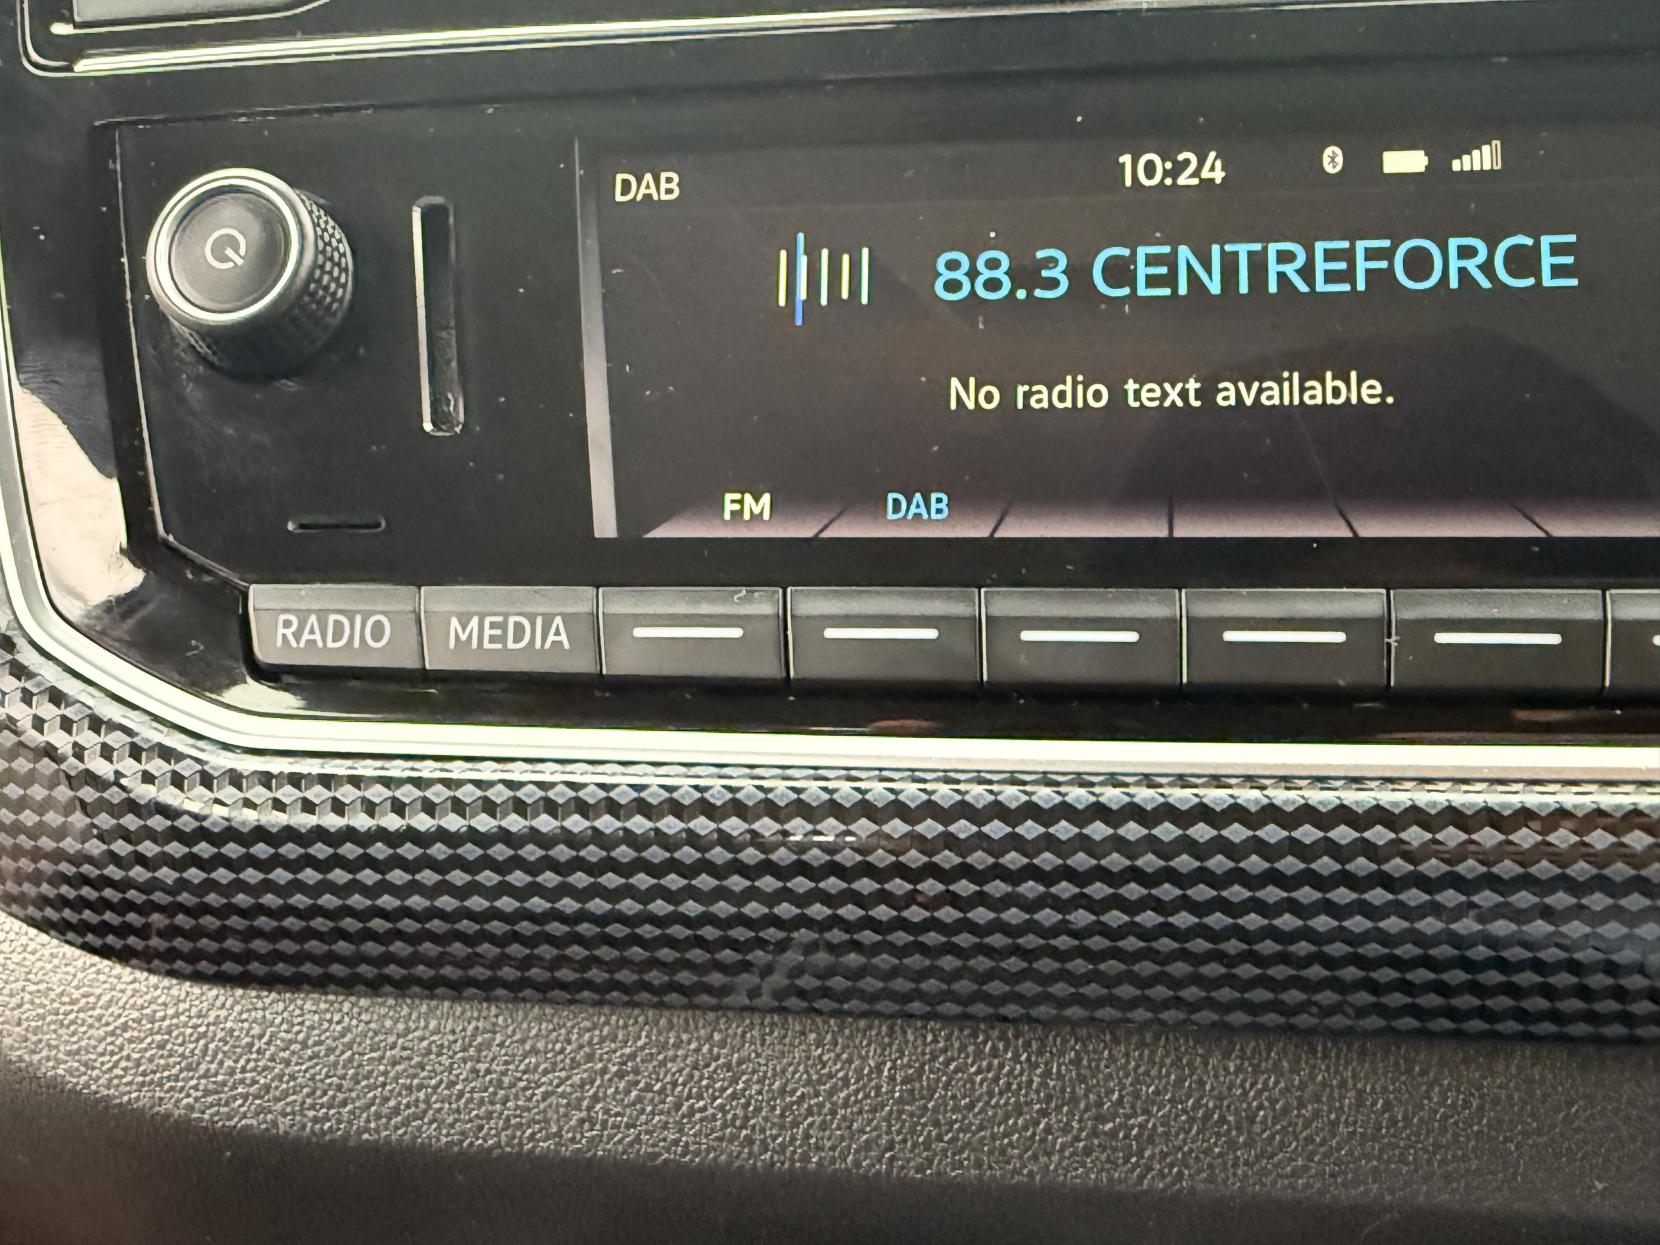 DAB
10:24
88.3 CENTREFORCE
No radio text available.
FM
DAB
RADIO
MEDIA